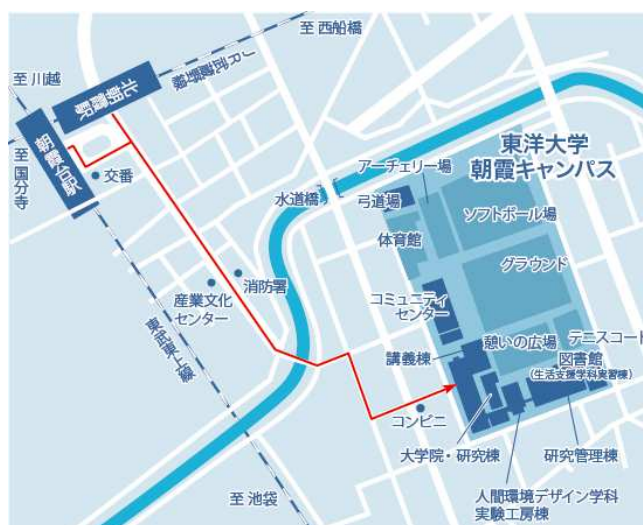 至 西船橋
至 川越
JR武蔵野線
北朝霞駅
朝霞台駅
至 国分寺
交番
東洋大学
朝霞キャンパス
アーチェリー場
水道橋
弓道場
ソフトボール場
体育館
グラウンド
消防署
産業文化
センター
コミュニティ
センター
東武東上線
憩いの広場
テニスコート
講義棟
図書館
(生活支援学科実習棟)
コンビニ
大学院・研究棟
研究管理棟
人間環境デザイン学科
実験工房棟
至 池袋